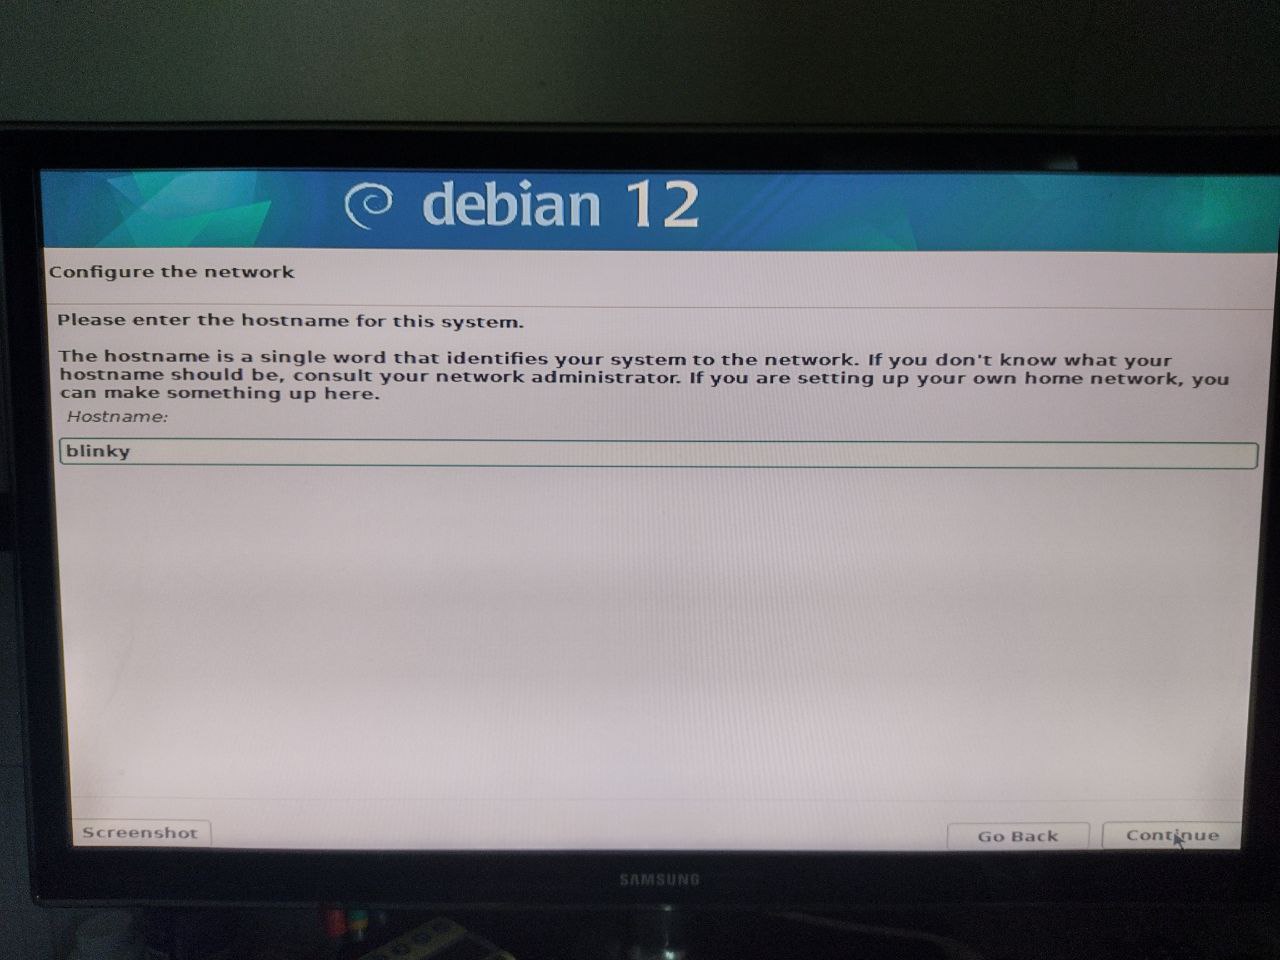 debian 12
Configure the network
Please enter the hostname for this system.
The hostname is a single word that identifies your system to the network. If you don't know what your
hostname should be, consult your network administrator. If you are setting up your own home network, you
can make something up here.
Hostname:
blinky
Screenshot
Go Back
Continue
SAMSUNG